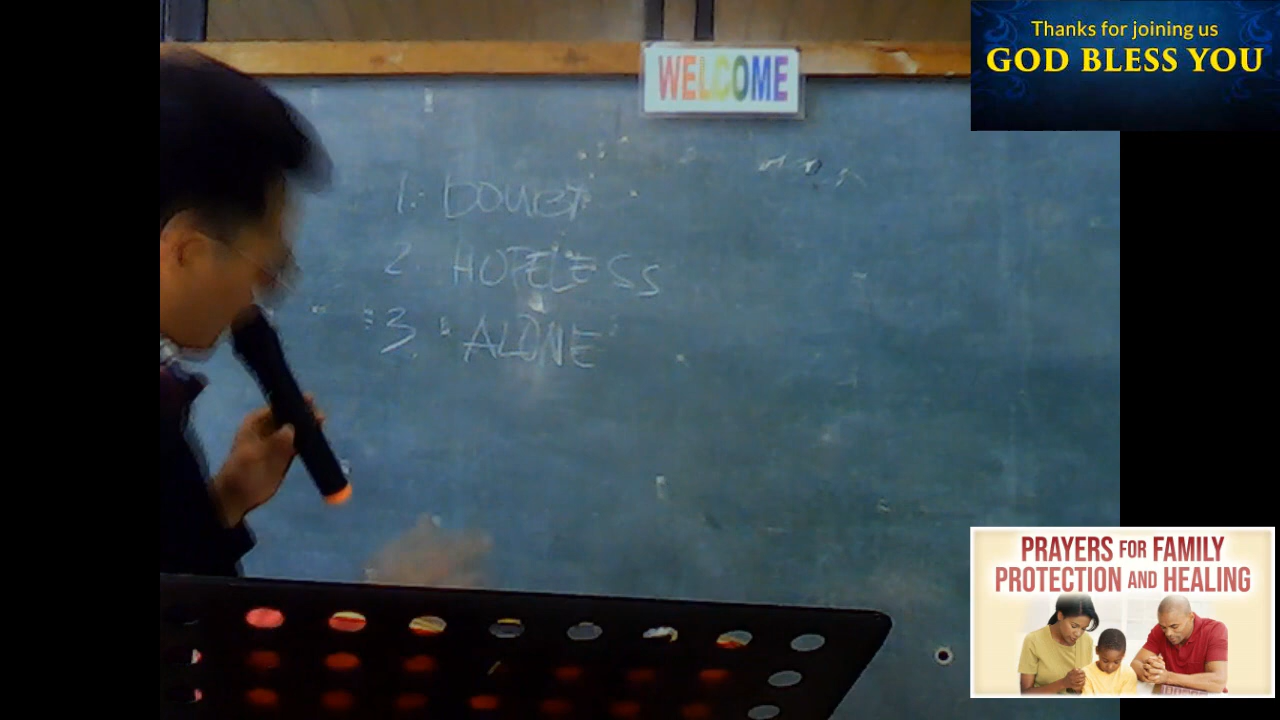 Thanks for joining us
GOD BLESS YOU
WELCOME
1. DOUBT
2 HOPELESS
3. ALONE
PRAYERS FOR FAMILY
PROTECTION AND HEALING